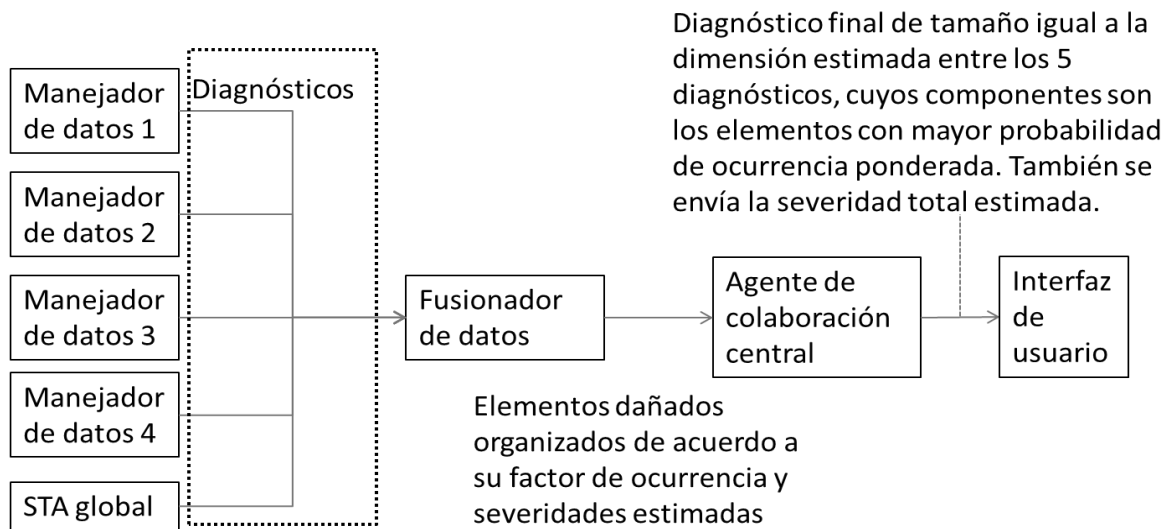 Diagnóstico final de tamaño igual a la
dimensión estimada entre los 5
diagnósticos, cuyos componentes son
los elementos con mayor probabilidad
de ocurrencia ponderada. También se
envía la severidad total estimada.
Manejador
de datos 1
Diagnósticos
Manejador
de datos 2
Manejador
de datos 3
Manejador
de datos 4
STA global
Fusionador
de datos
Elementos dañados
organizados de acuerdo a
su factor de ocurrencia y
severidades estimadas
Agente de
colaboración
central
Interfaz
de
usuario